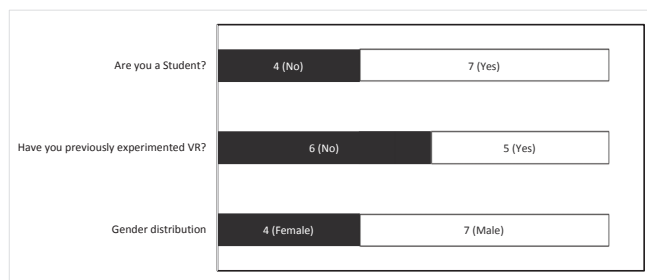 Are you a Student?
4 (No)
7 (Yes)
Have you previously experimented VR?
6 (No)
5 (Yes)
Gender distribution
4 (Female)
7 (Male)